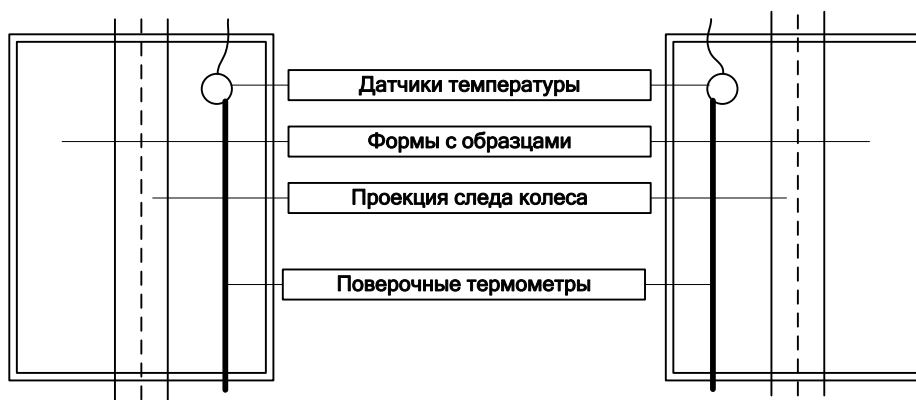 Датчики температуры
Формы с образцами
Проекция следа колеса
Поверочные термометры